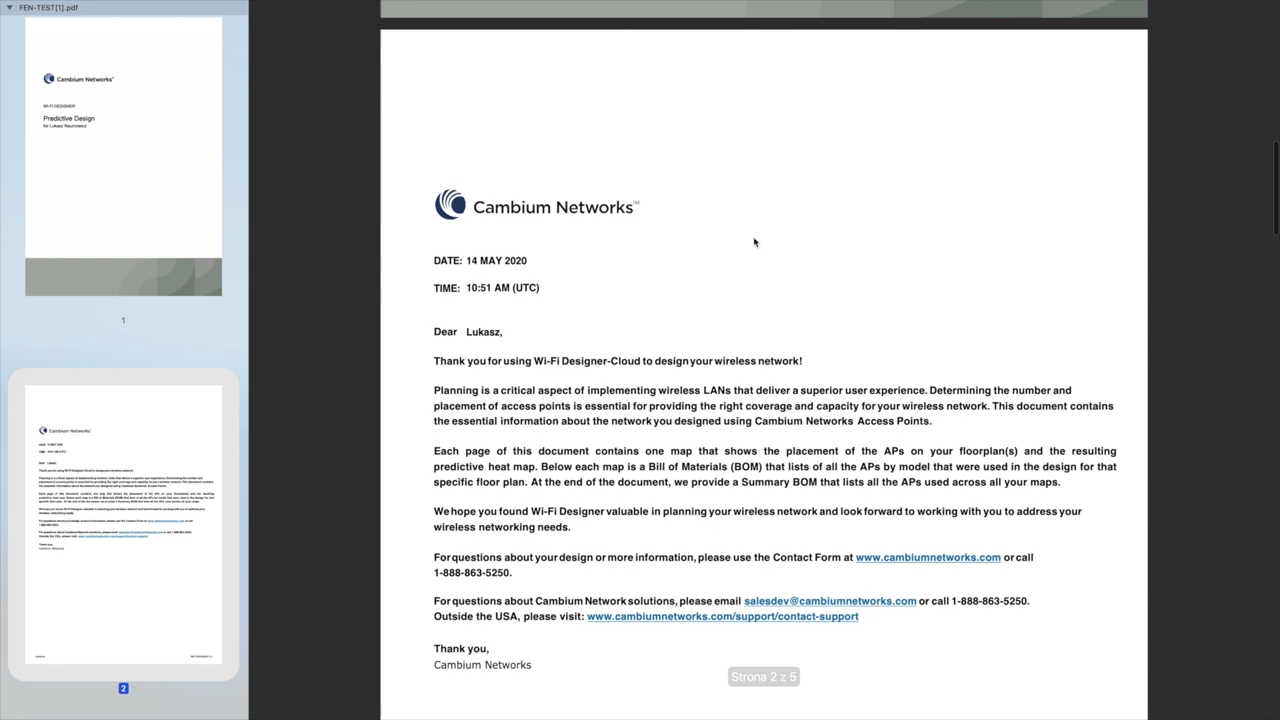 FEN-TEST[1].pdf
Cambium Networks™
WI-FI DESIGNER
Predictive Design
for Lukasz Naumowicz
1
2
Cambium Networks™
DATE: 14 MAY 2020
TIME: 10:51 AM (UTC)
Dear Lukasz,
Thank you for using Wi-Fi Designer-Cloud to design your wireless network!
Planning is a critical aspect of implementing wireless LANs that deliver a superior user experience. Determining the number and
placement of access points is essential for providing the right coverage and capacity for your wireless network. This document contains
the essential information about the network you designed using Cambium Networks Access Points.
Each page of this document contains one map that shows the placement of the APs on your floorplan(s) and the resulting
predictive heat map. Below each map is a Bill of Materials (BOM) that lists of all the APs by model that were used in the design for that
specific floor plan. At the end of the document, we provide a Summary BOM that lists all the APs used across all your maps.
We hope you found Wi-Fi Designer valuable in planning your wireless network and look forward to working with you to address your
wireless networking needs.
For questions about your design or more information, please use the Contact Form at www.cambiumnetworks.com or call
1-888-863-5250.
For questions about Cambium Network solutions, please email salesdev@cambiumnetworks.com or call 1-888-863-5250.
Outside the USA, please visit: www.cambiumnetworks.com/support/contact-support
Thank you,
Cambium Networks
Strona 2 z 5